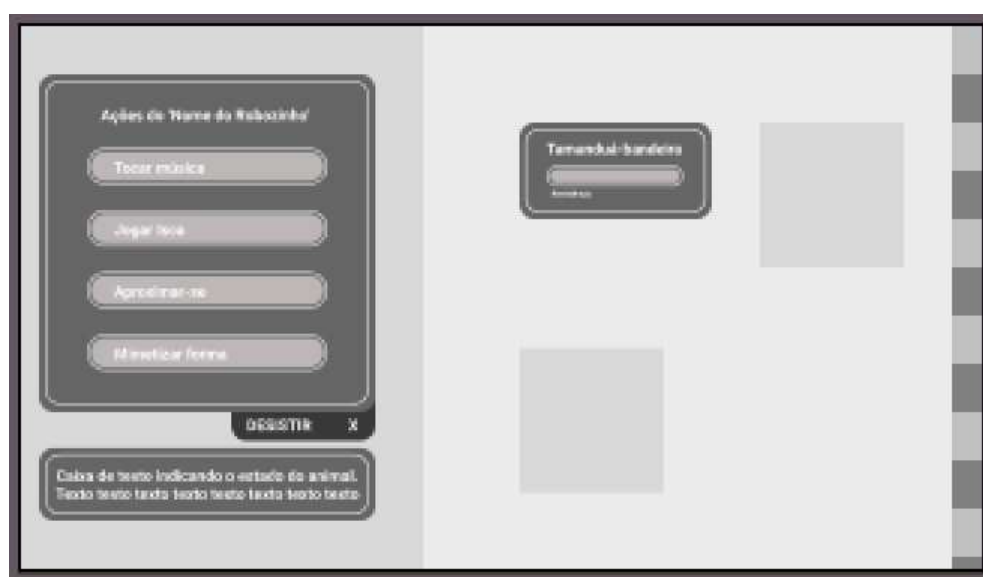 Ações do 'Nome do Robozinho'
Tocar música
Jogar isca
Aproximar-se
Mimetizar forma
DESISTIR X
Caixa de texto indicando o estado do animal.
Texto texto texto texto texto texto texto texto
Tamanduá-bandeira